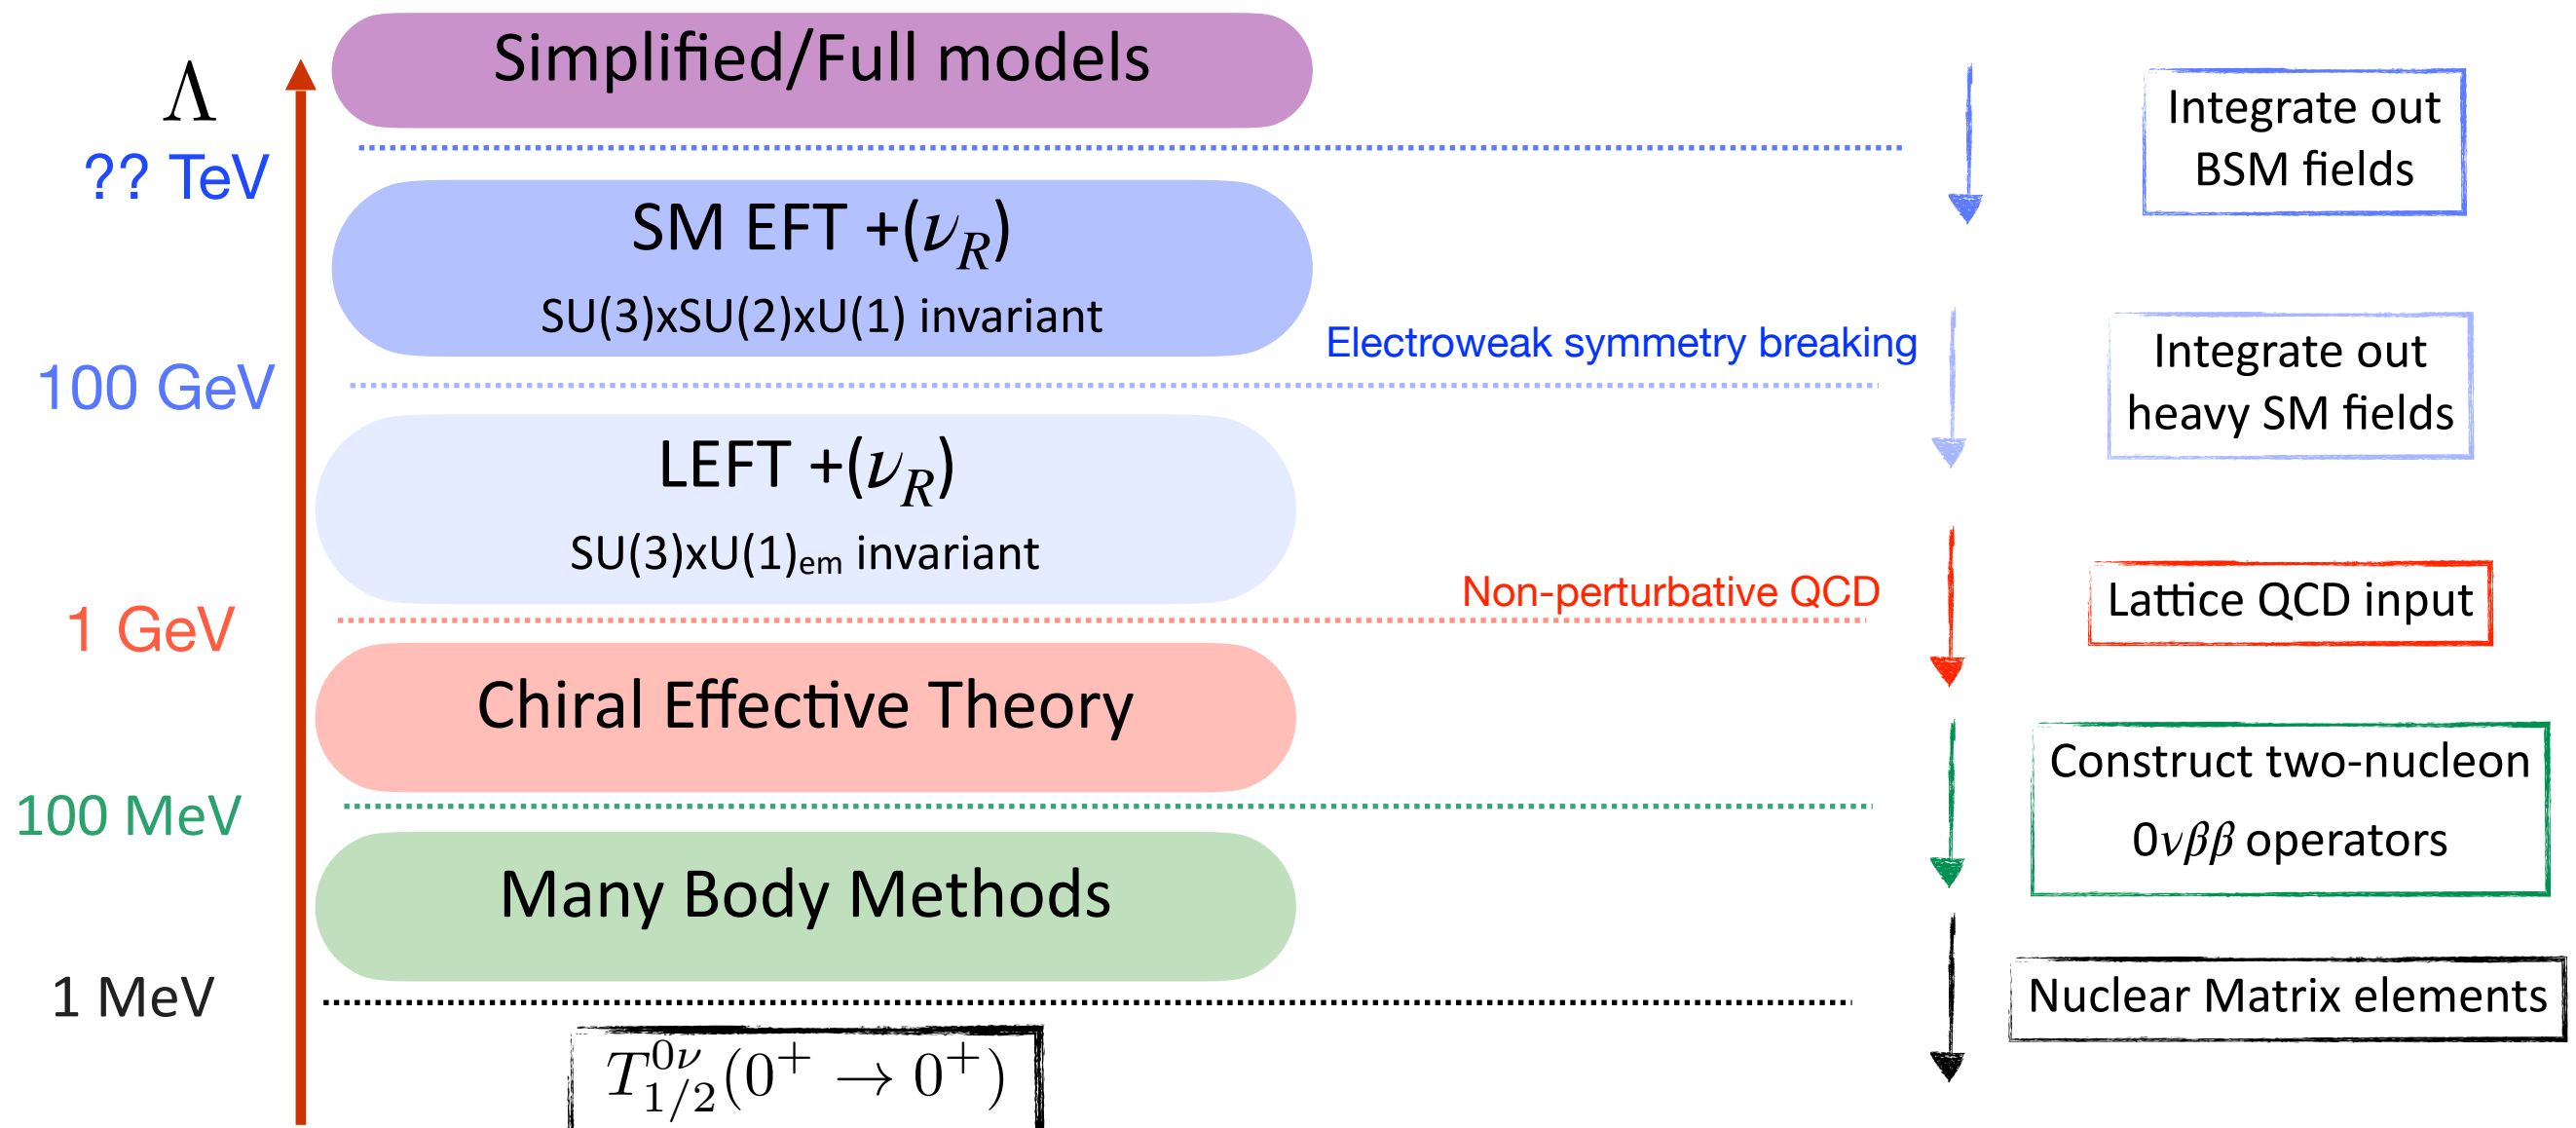 Simplified/Full models
Λ
?? TeV
Integrate out
BSM fields
SM EFT +(νR)
SU(3)xSU(2)xU(1) invariant
Electroweak symmetry breaking
100 GeV
Integrate out
heavy SM fields
LEFT +(νR)
SU(3)xU(1)em invariant
Non-perturbative QCD
1 GeV
Lattice QCD input
Chiral Effective Theory
100 MeV
Construct two-nucleon
0νββ operators
Many Body Methods
1 MeV
Nuclear Matrix elements
T^{0ν}_{1/2}(0^+ → 0^+)